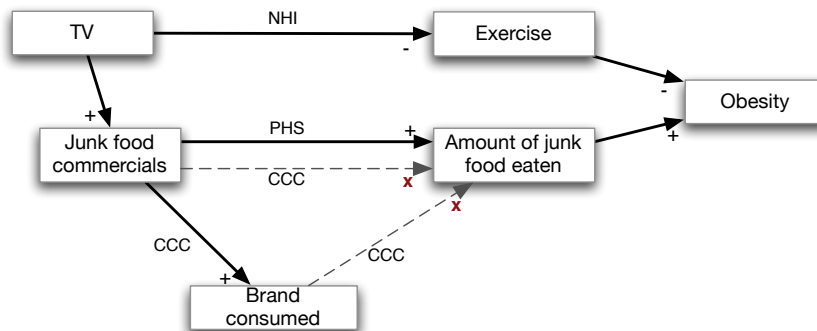 NHI
TV
Exercise
-
-
Obesity
+
+
PHS
+
Junk food
commercials
Amount of junk
food eaten
CCC
x
x
CCC
CCC
+
Brand
consumed